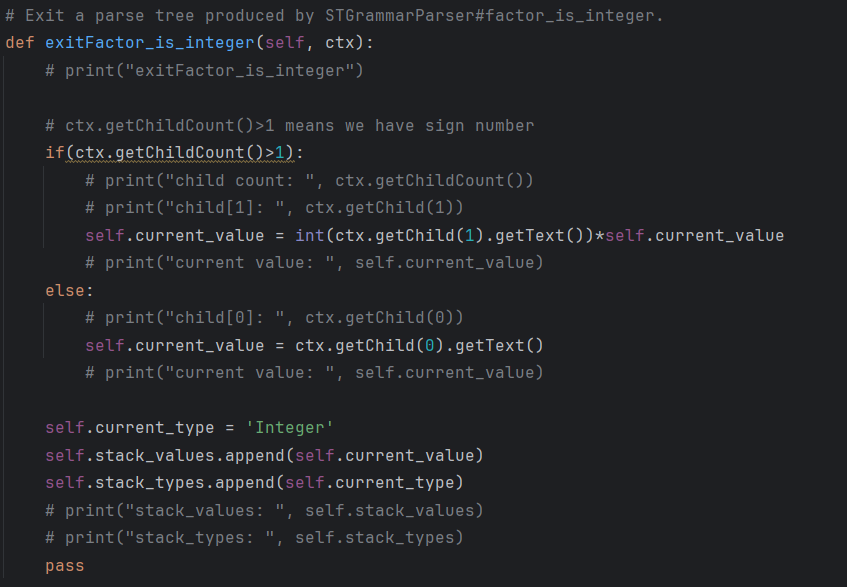 # Exit a parse tree produced by STGrammarParser#factor_is_integer.
def exitFactor_is_integer(self, ctx):
    # print("exitFactor_is_integer")

    # ctx.getChildCount()>1 means we have sign number
    if(ctx.getChildCount()>1):
        # print("child count: ", ctx.getChildCount())
        # print("child[1]: ", ctx.getChild(1))
        self.current_value = int(ctx.getChild(1).getText())*self.current_value
        # print("current value: ", self.current_value)
    else:
        # print("child[0]: ", ctx.getChild(0))
        self.current_value = ctx.getChild(0).getText()
        # print("current value: ", self.current_value)

    self.current_type = 'Integer'
    self.stack_values.append(self.current_value)
    self.stack_types.append(self.current_type)
    # print("stack_values: ", self.stack_values)
    # print("stack_types: ", self.stack_types)
    pass